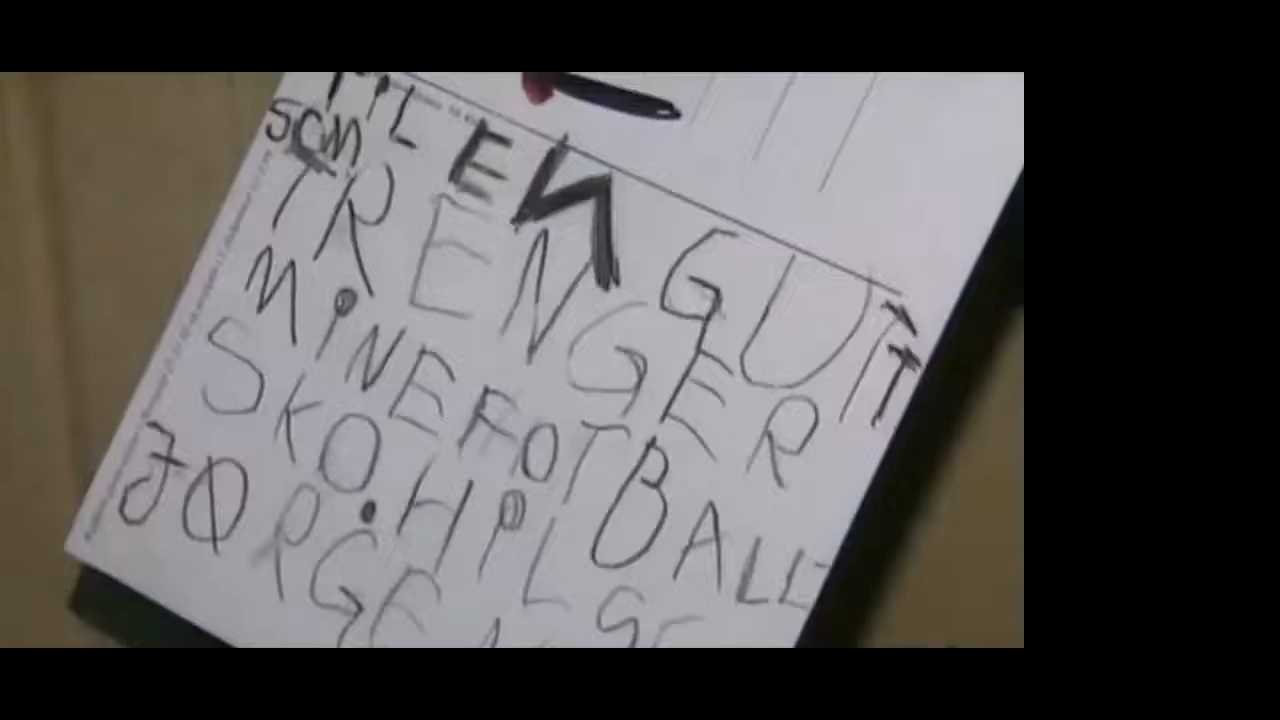 TIL EN GUTT
SOM
TRENGER
MINE FOTBALL
SKO. HILSE
JØRGEN